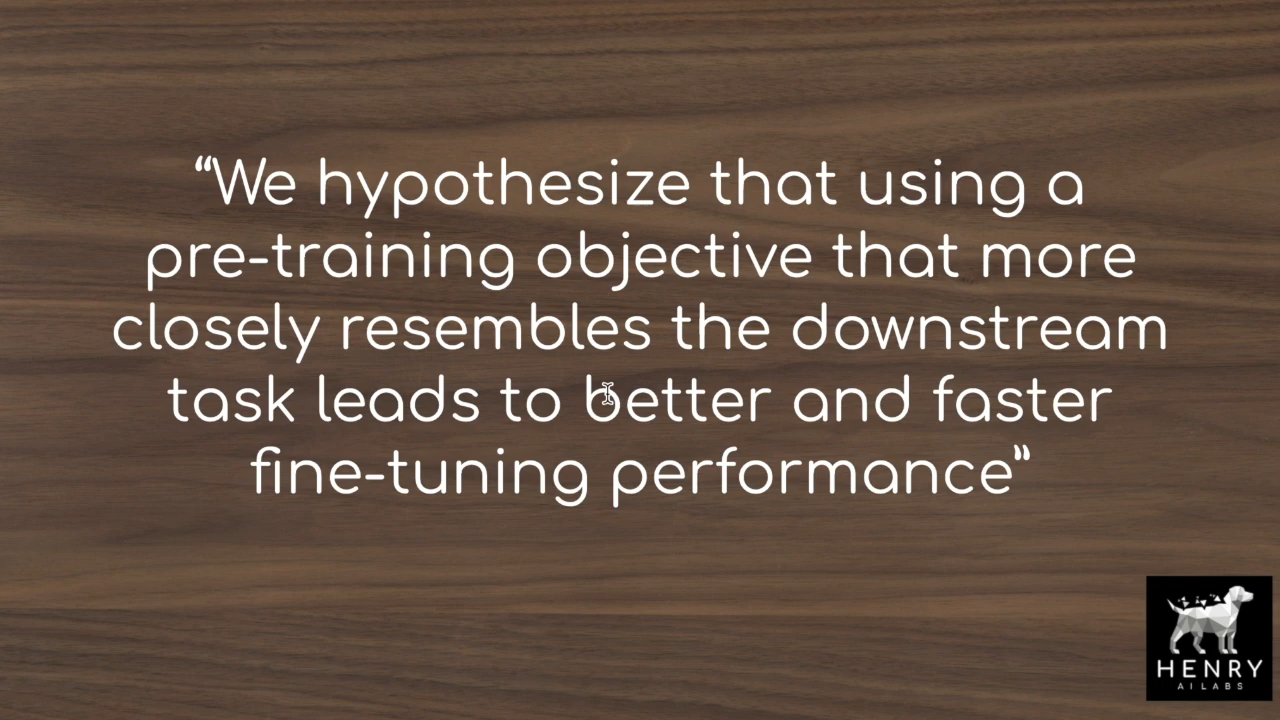 “We hypothesize that using a
pre-training objective that more
closely resembles the downstream
task leads to better and faster
fine-tuning performance”
HENRY
AI LABS